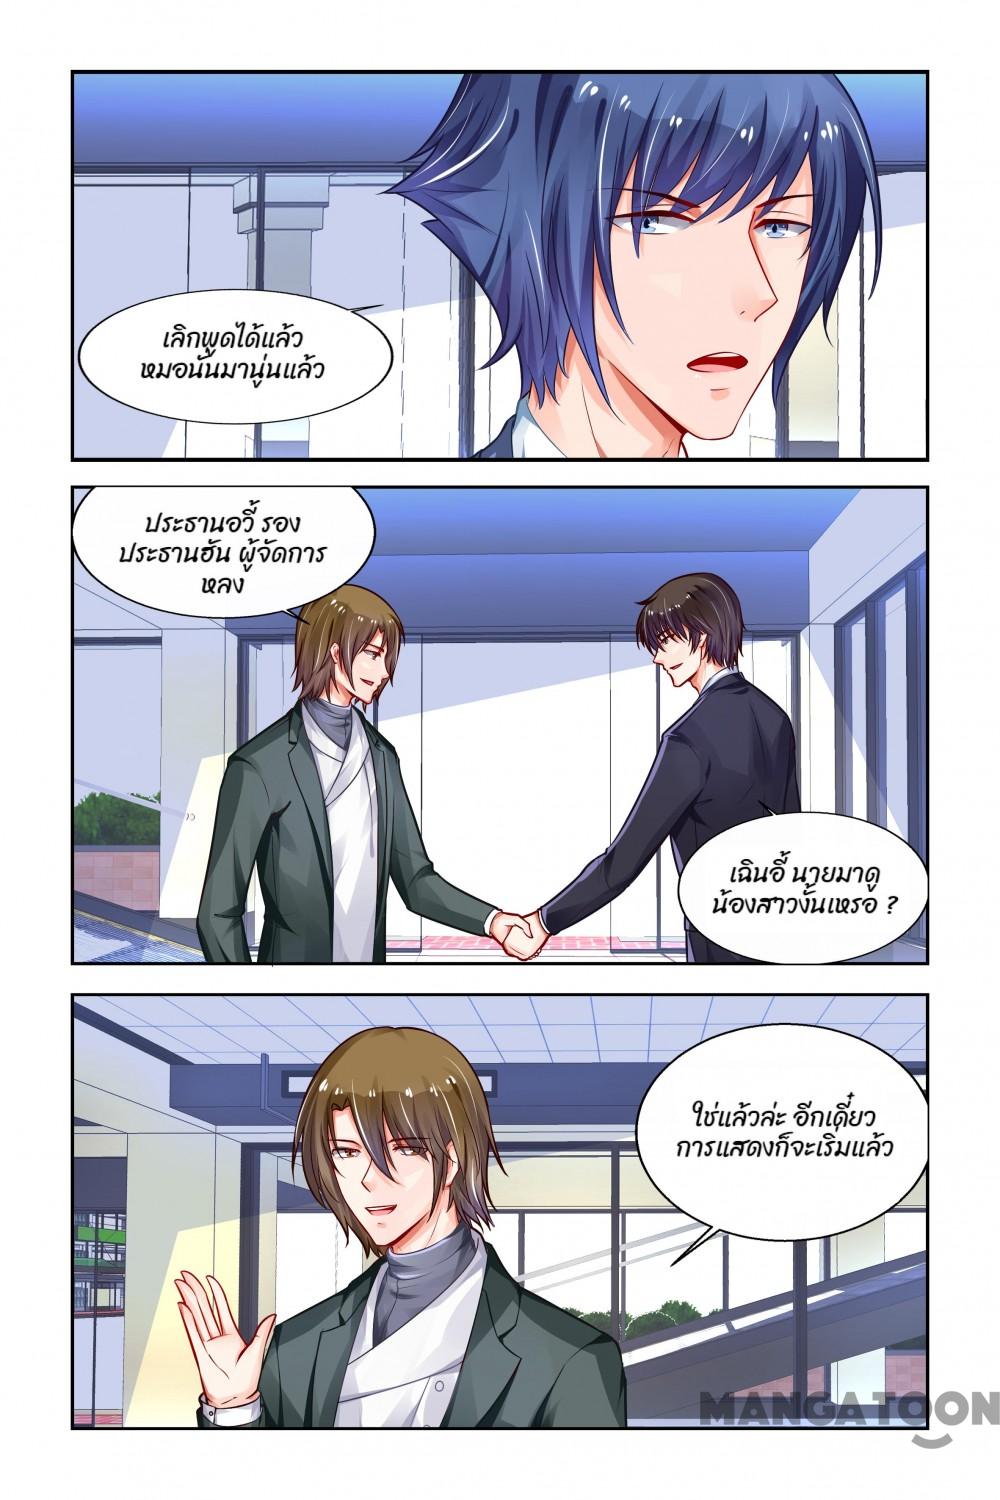 เลิกพูดได้แล้ว
หมอนั่นมานู่นแล้ว
ประธานอวี้ รอง
ประธานฮัน ผู้จัดการ
หลง
เฉินอี้ นายมาดู
น้องสาวงั้นเหรอ ?
ใช่แล้วล่ะ อีกเดี๋ยว
การแสดงก็จะเริ่มแล้ว
MANGATOON